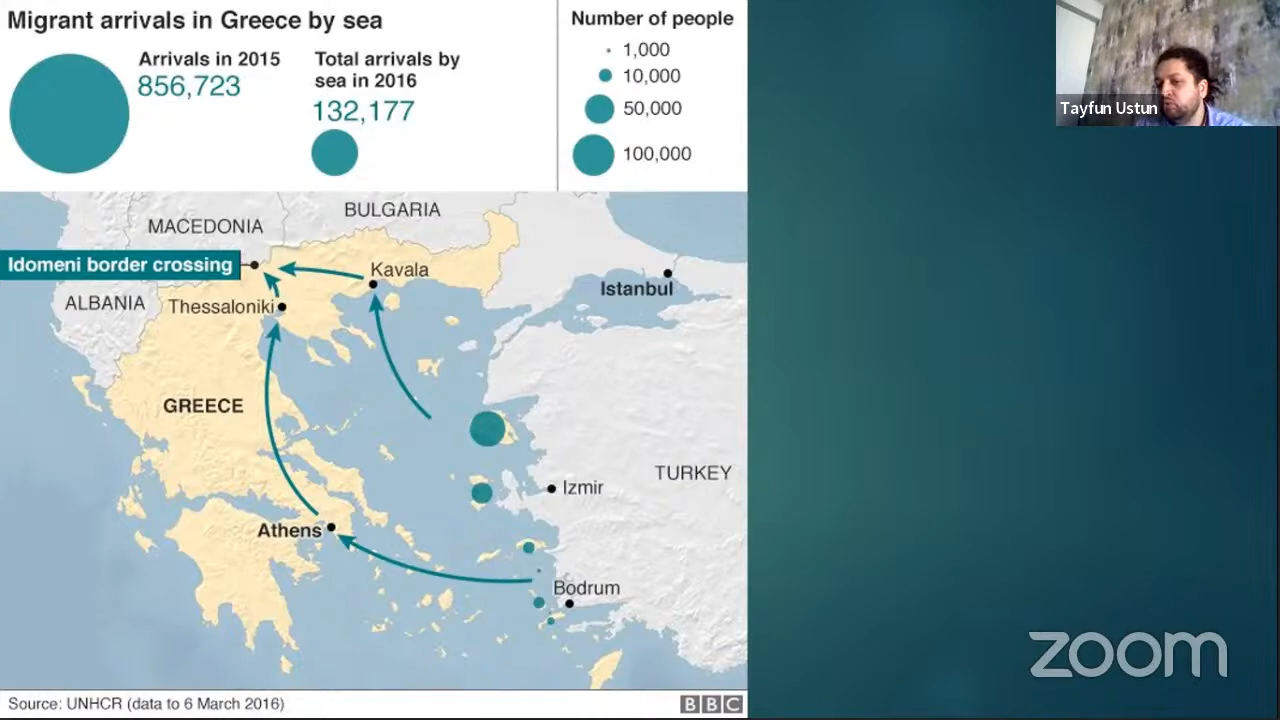 Migrant arrivals in Greece by sea
Arrivals in 2015
856,723
Total arrivals by
sea in 2016
132,177
Number of people
1,000
10,000
50,000
100,000
Tayfun Ustun
MACEDONIA
BULGARIA
Idomeni border crossing
Kavala
ALBANIA
Thessaloniki
Istanbul
GREECE
TURKEY
Izmir
Athens
Bodrum
zoom
Source: UNHCR (data to 6 March 2016)
BBC